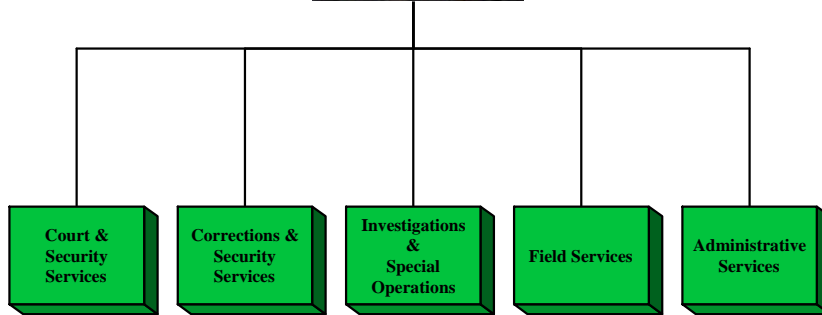 Court &
Security
Services
Corrections &
Security
Services
Investigations
&
Special
Operations
Field Services
Administrative
Services